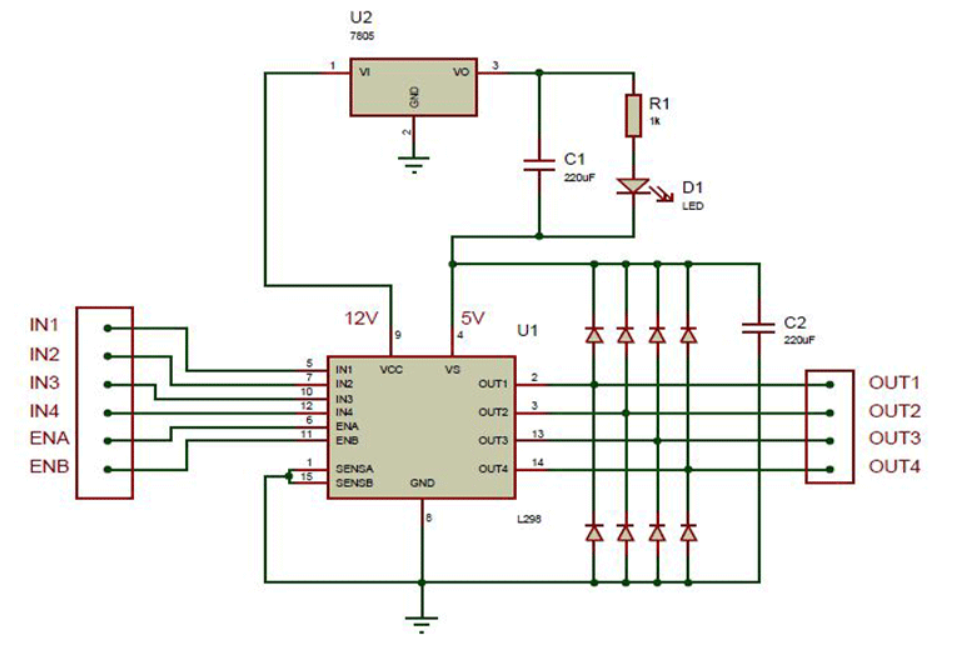 U2
7805
1
VI
VO
3
GND
2
R1
1k
C1
220uF
D1
LED
12V
5V
U1
9
4
C2
220uF
IN1
IN2
IN3
IN4
ENA
ENB
5
7
10
12
6
11
1
15
IN1
IN2
IN3
IN4
ENA
ENB
SENSA
SENSB
VCC
VS
GND
OUT1
OUT2
OUT3
OUT4
2
3
13
14
8
L298
OUT1
OUT2
OUT3
OUT4